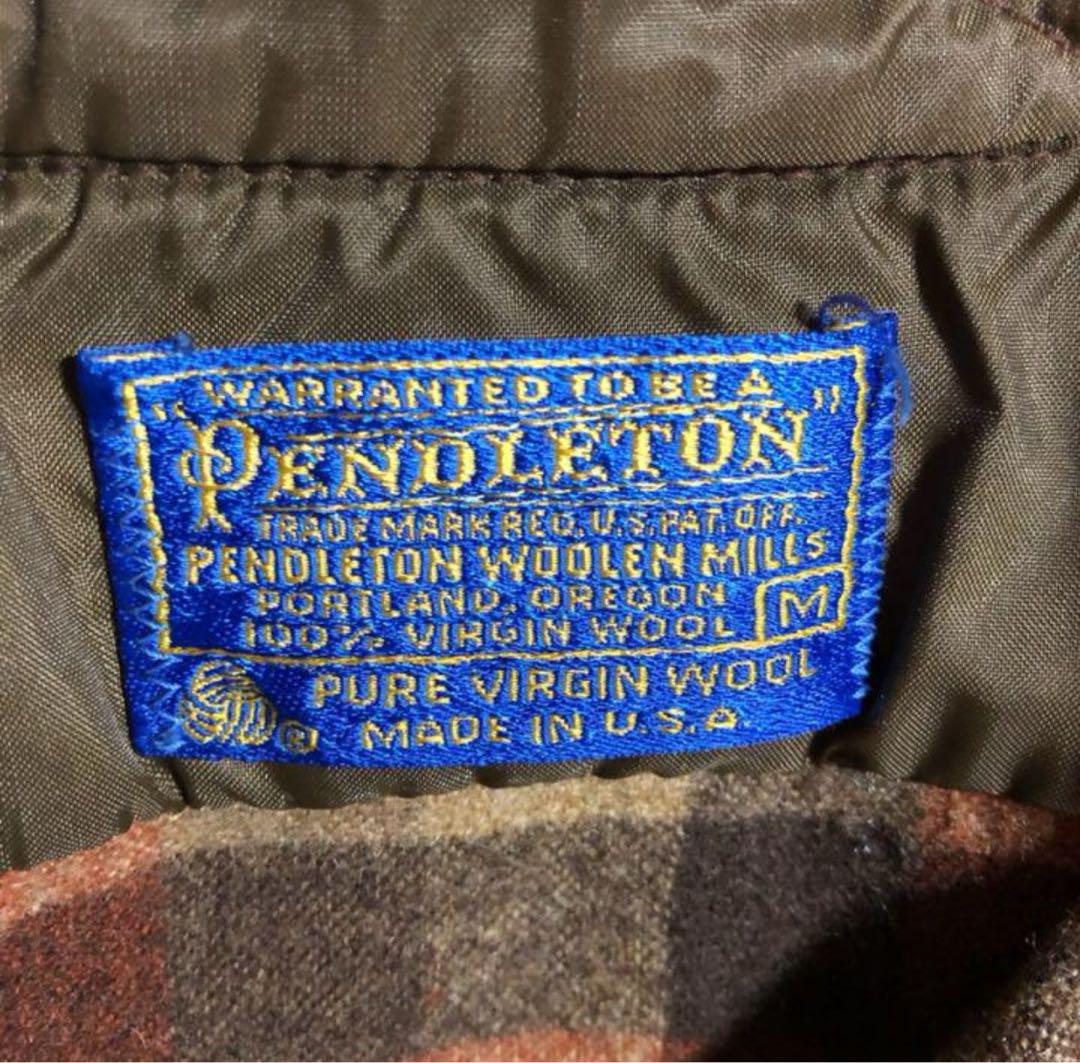 WARRANTED TO BE A
"PENDLETON"
TRADE MARK REG. U.S. PAT. OFF.
PENDLETON WOOLEN MILLS
PORTLAND, OREGON
100% VIRGIN WOOL
M
PURE VIRGIN WOOL
® MADE IN U.S.A.